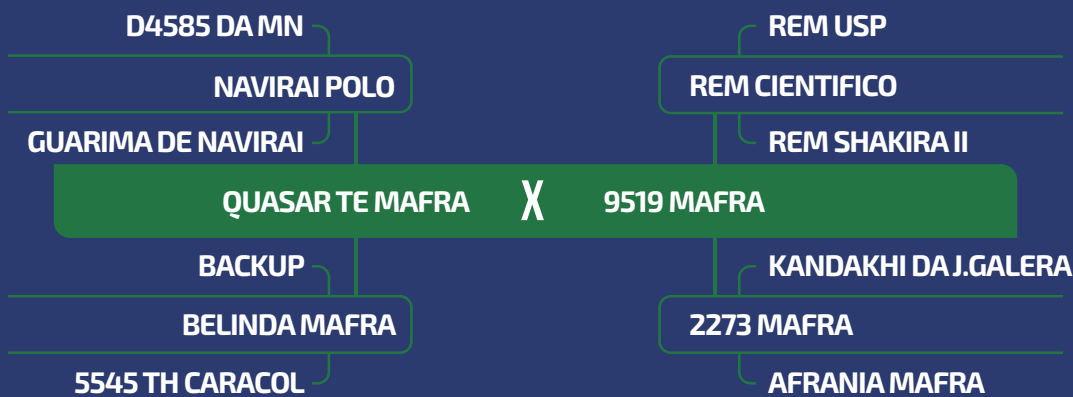 D4585 DA MN
REM USP
NAVIRAI POLO
REM CIENTIFICO
GUARIMA DE NAVIRAI
REM SHAKIRA II
QUASAR TE MAFRA X 9519 MAFRA
BACKUP
KANDAKHI DA J.GALERA
BELINDA MAFRA
2273 MAFRA
5545 TH CARACOL
AFRANIA MAFRA